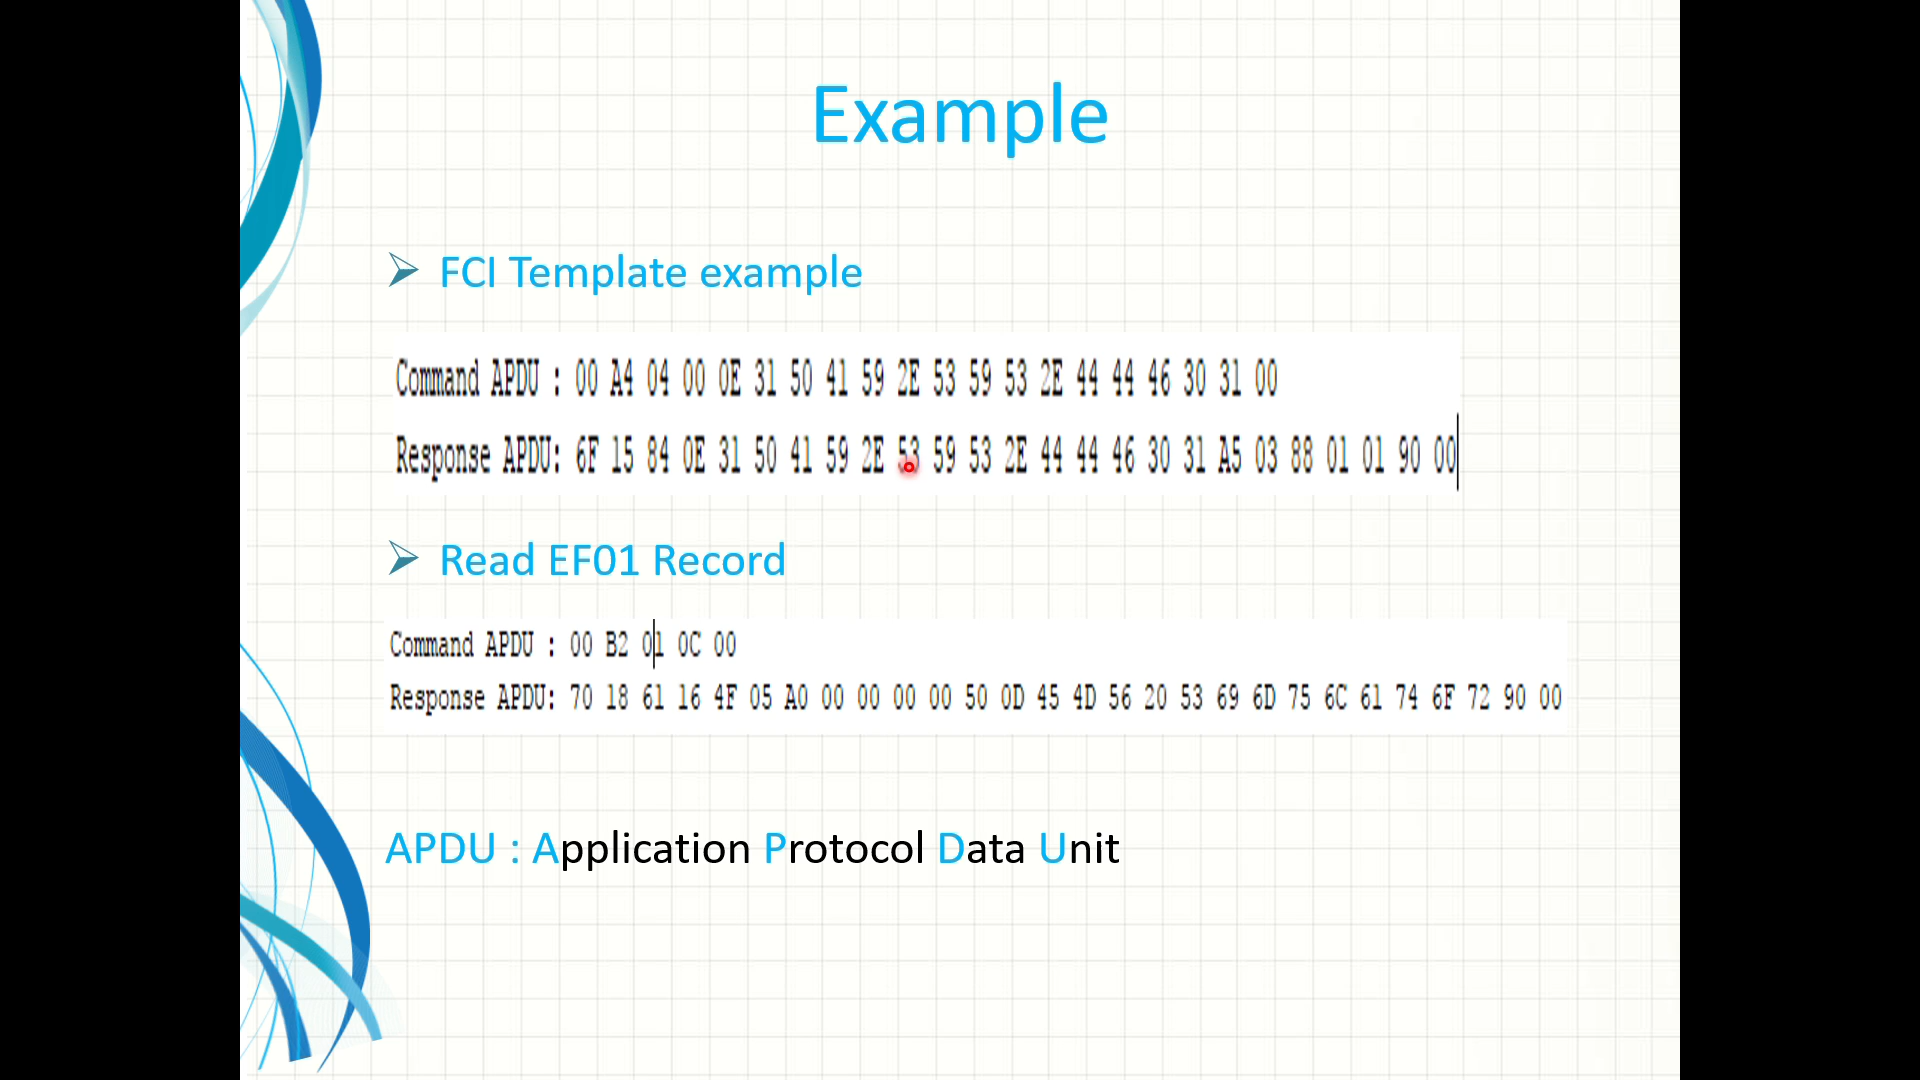 Example
FCI Template example
Command APDU : 00 A4 04 00 0E 31 50 41 59 2E 53 59 53 2E 44 44 46 30 31 00
Response APDU: 6F 15 84 0E 31 50 41 59 2E 53 59 53 2E 44 44 46 30 31 A5 03 88 01 01 90 00
Read EF01 Record
Command APDU : 00 B2 01 0C 00
Response APDU: 70 18 61 16 4F 05 A0 00 00 00 00 50 0D 45 4D 56 20 53 69 6D 75 6C 61 74 6F 72 90 00
APDU : Application Protocol Data Unit